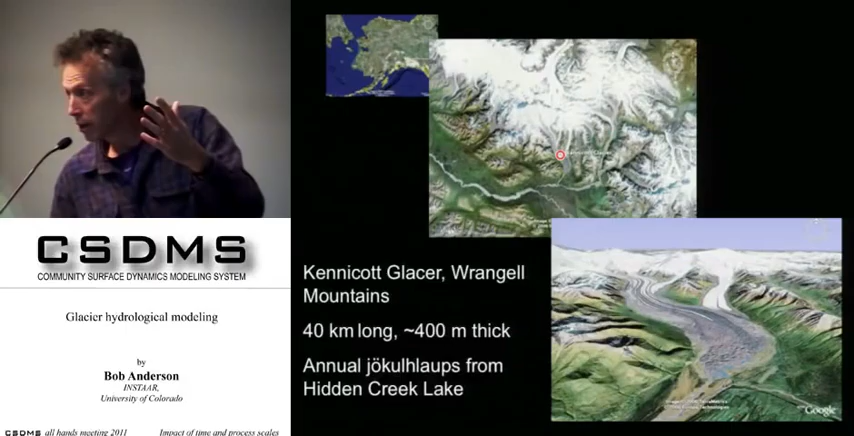 CSDMS
COMMUNITY SURFACE DYNAMICS MODELING SYSTEM
Glacier hydrological modeling
by
Bob Anderson
INSTAAR,
University of Colorado
CSDMS all hands meeting 2011 Impact of time and process scales
Kennicott Glacer, Wrangell
Mountains
40 km long, ~400 m thick
Annual jökulhlaups from
Hidden Creek Lake
Google